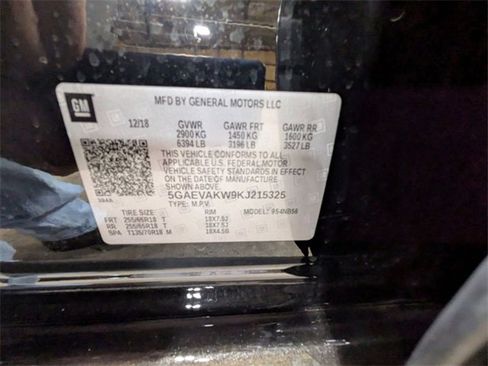 GM
MFD BY GENERAL MOTORS LLC
12/18 GVWR GAWR FRT GAWR RR
2900 KG 1450 KG 1600 KG
6394 LB 3196 LB 3527 LB
THIS VEHICLE CONFORMS TO ALL
APPLICABLE U.S. FEDERAL MOTOR
VEHICLE SAFETY STANDARDS IN EFFECT
ON THE DATE OF MANUFACTURE SHOWN ABOVE.
5GAEVAKW9KJ215325
TYPE: M.P.V. MODEL:
TIRE SIZE RIM
FRT 255/65R18 T 18X7.5J
RR 255/65R18 T 18X7.5J
SPA T135/70R18 M 18X4.5B